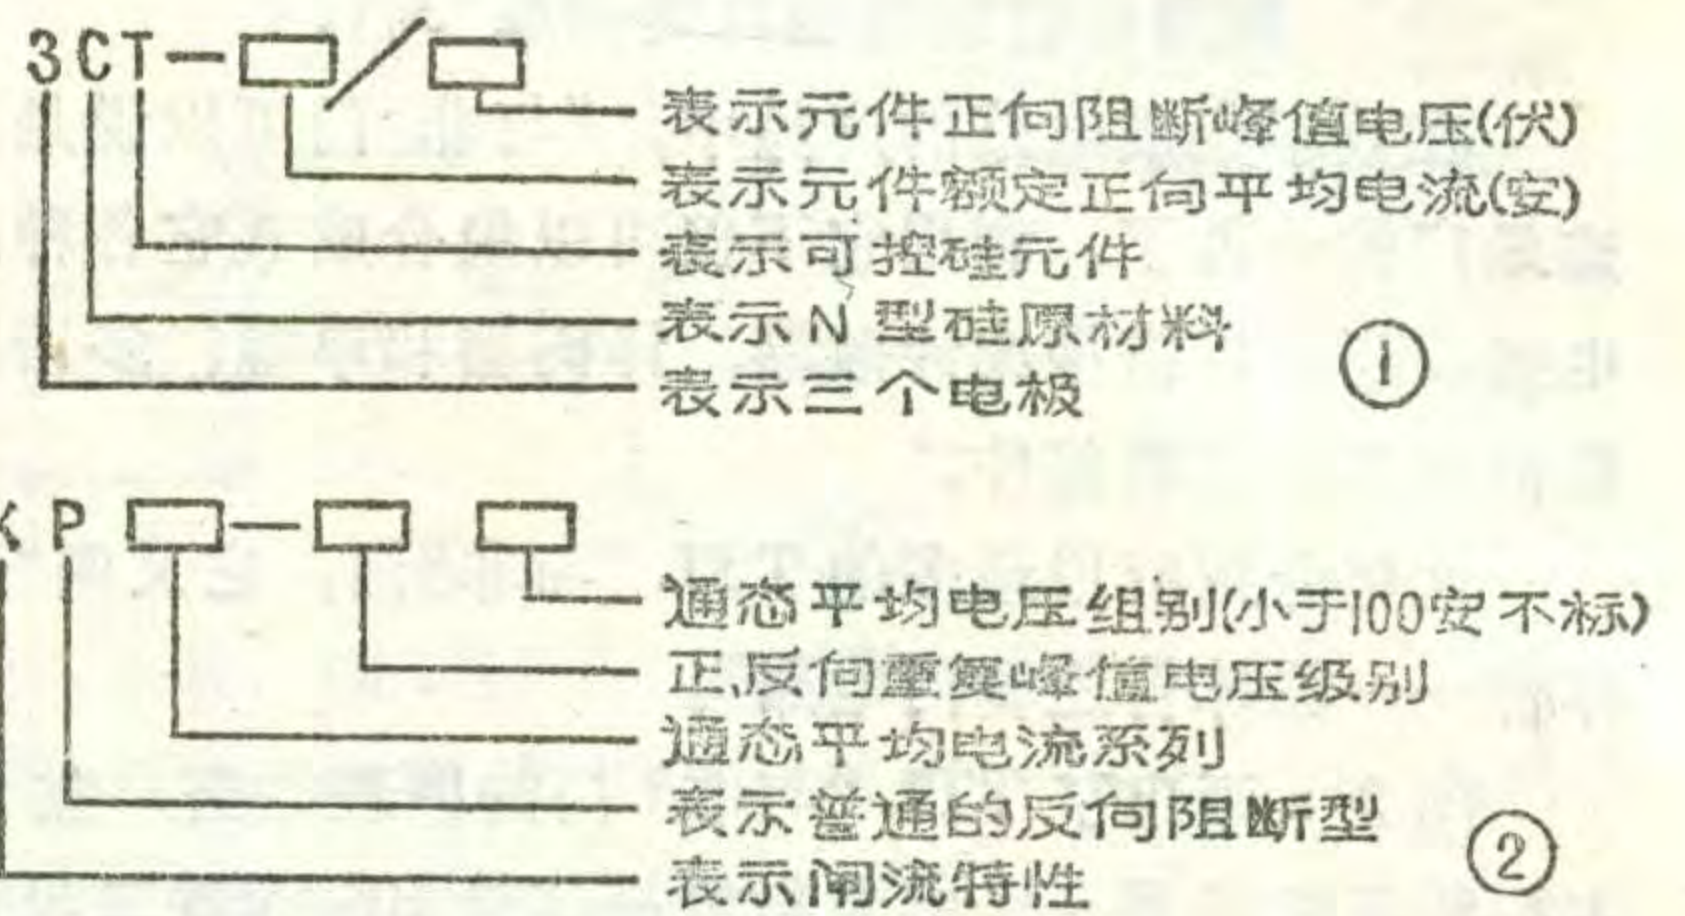 3CT—□/□
表示元件正向阻断峰值电压(伏)
表示元件额定正向平均电流(安)
表示可控硅元件
表示N型硅原材料
表示三个电极
①
KP□—□ □
通态平均电压组别(小于100安不标)
正、反向重复峰值电压级别
通态平均电流系列
表示普通的反向阻断型
表示闸流特性
②